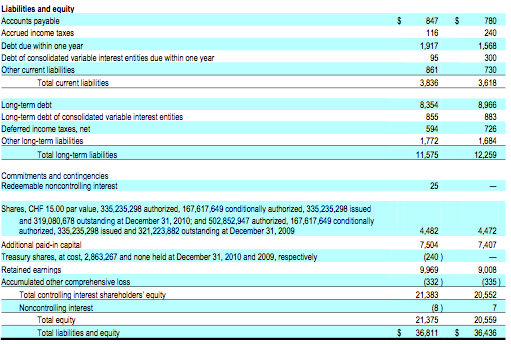 Liabilities and equity
Accounts payable $ 847 $ 780
Accrued income taxes 116 240
Debt due within one year 1,917 1,568
Debt of consolidated variable interest entities due within one year 95 300
Other current liabilities 861 730
Total current liabilities 3,836 3,618
Long-term debt 8,354 8,966
Long-term debt of consolidated variable interest entities 855 883
Deferred income taxes, net 594 726
Other long-term liabilities 1,772 1,684
Total long-term liabilities 11,575 12,259
Commitments and contingencies
Redeemable noncontrolling interest 25 —
Shares, CHF 15.00 par value, 335,235,298 authorized, 167,617,649 conditionally authorized, 335,235,298 issued
and 319,080,678 outstanding at December 31, 2010; and 502,852,947 authorized, 167,617,649 conditionally
authorized, 335,235,298 issued and 321,223,882 outstanding at December 31, 2009 4,482 4,472
Additional paid-in capital 7,504 7,407
Treasury shares, at cost, 2,863,267 and none held at December 31, 2010 and 2009, respectively (240) —
Retained earnings 9,969 9,008
Accumulated other comprehensive loss (332) (335)
Total controlling interest shareholders' equity 21,383 20,552
Noncontrolling interest (8) 7
Total equity 21,375 20,559
Total liabilities and equity $ 36,811 $ 36,436